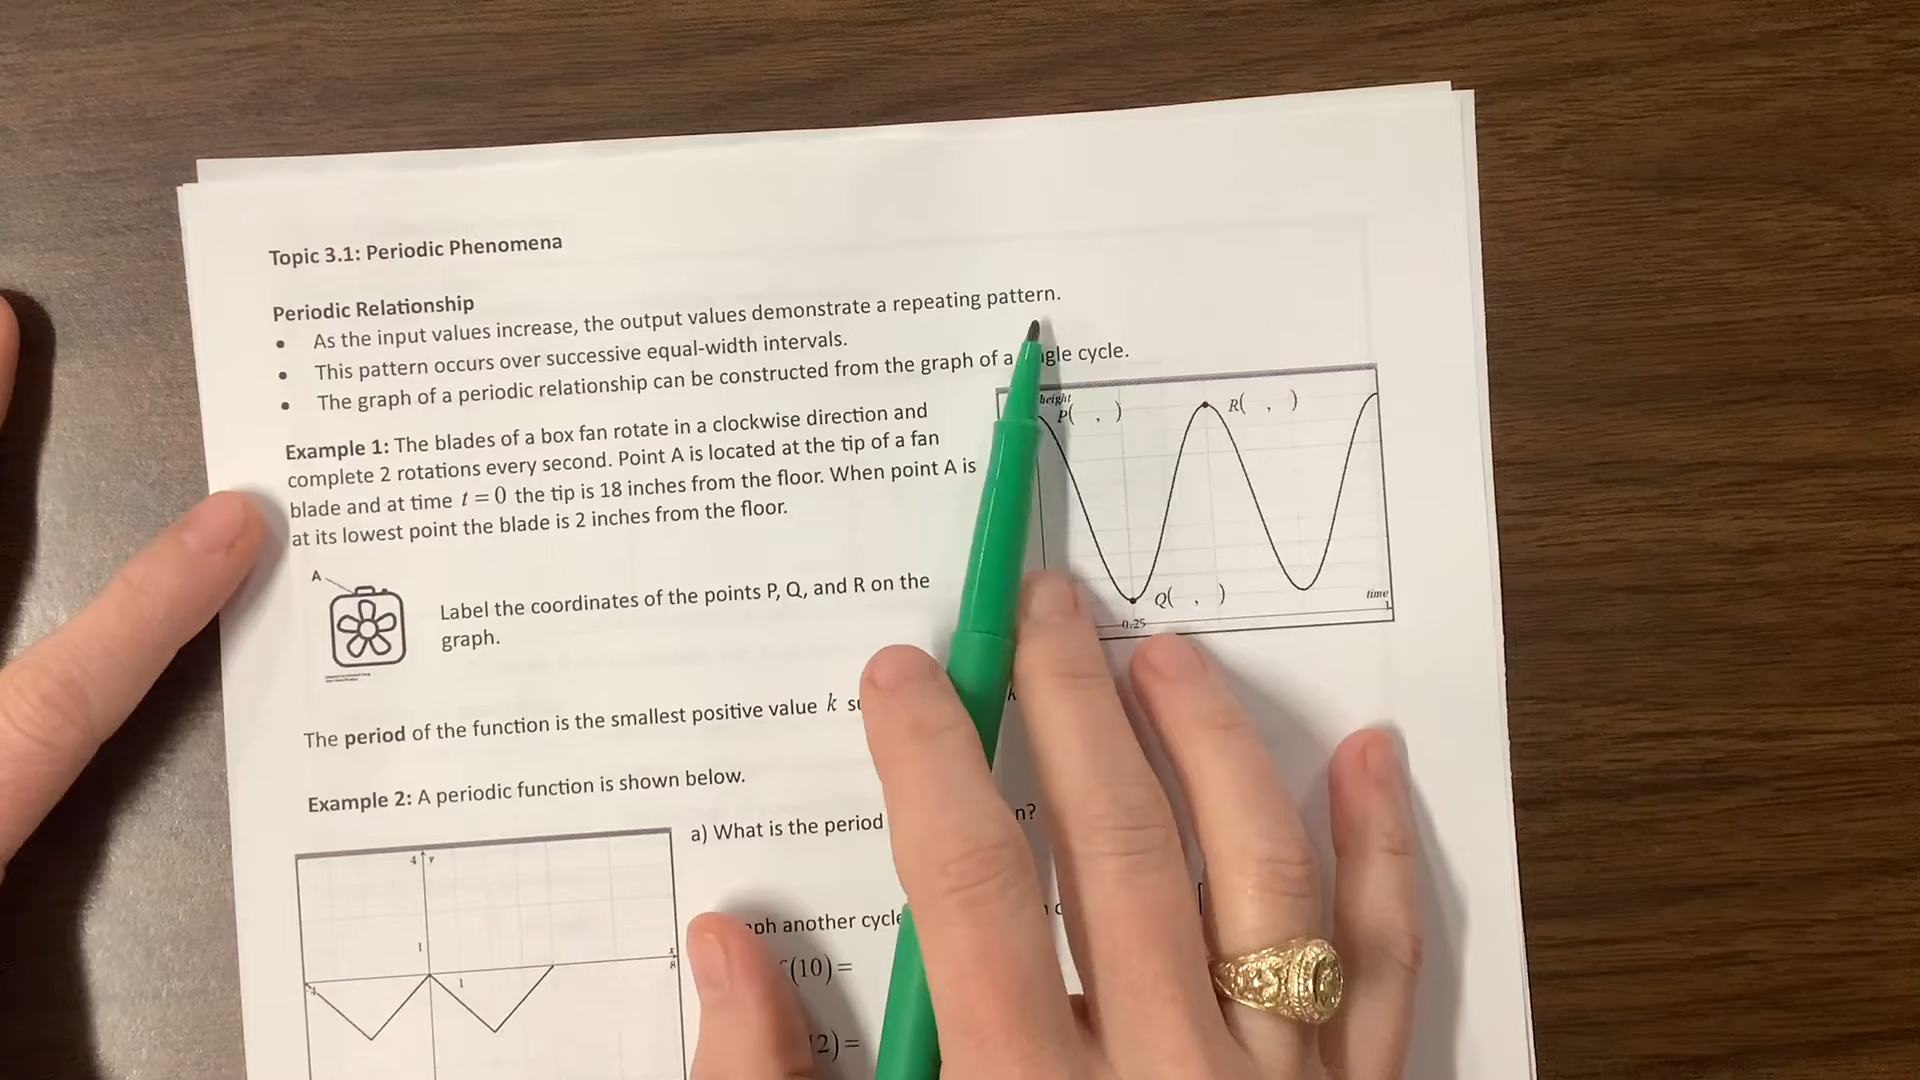 Topic 3.1: Periodic Phenomena
Periodic Relationship
• As the input values increase, the output values demonstrate a repeating pattern.
• This pattern occurs over successive equal-width intervals.
• The graph of a periodic relationship can be constructed from the graph of a gle cycle.
Example 1: The blades of a box fan rotate in a clockwise direction and
complete 2 rotations every second. Point A is located at the tip of a fan
blade and at time t = 0 the tip is 18 inches from the floor. When point A is
at its lowest point the blade is 2 inches from the floor.
height
P( , )
R( , )
Q( , )
time
1
0.25
A
Label the coordinates of the points P, Q, and R on the
graph.
The period of the function is the smallest positive value k
Example 2: A periodic function is shown below.
a) What is the period n?
4 y
1
x
8
1
ph another cycle
(10)=
2)=